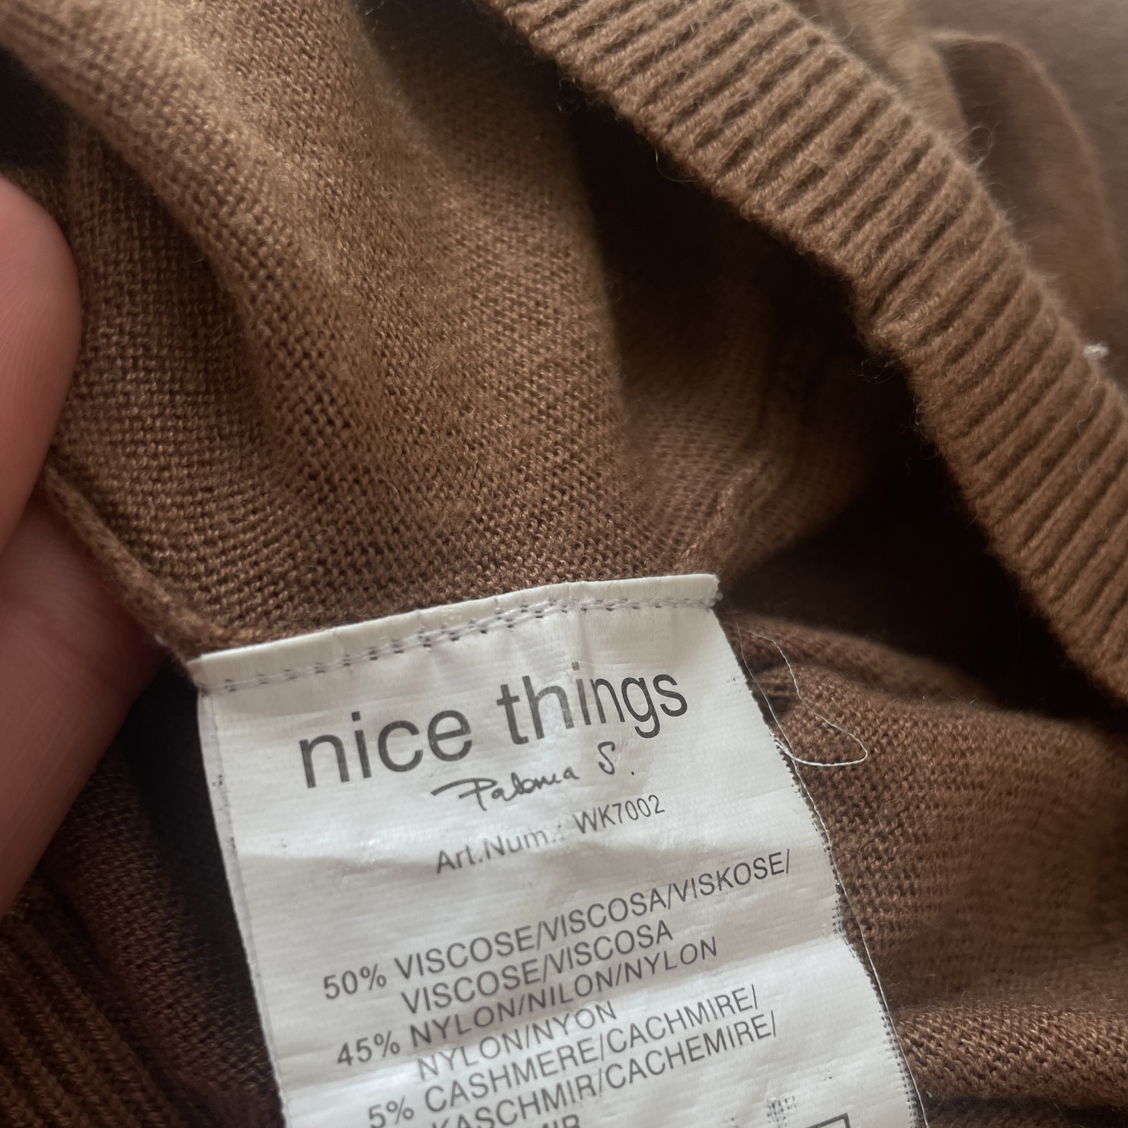 nice things
Paloma S.
Art.Num.: WK7002
50% VISCOSE/VISCOSA/VISKOSE/
VISCOSE/VISCOSA
45% NYLON/NILON/NYLON
NYLON/NYON
5% CASHMERE/CACHMIRE/
KASCHMIR/CACHEMIRE/